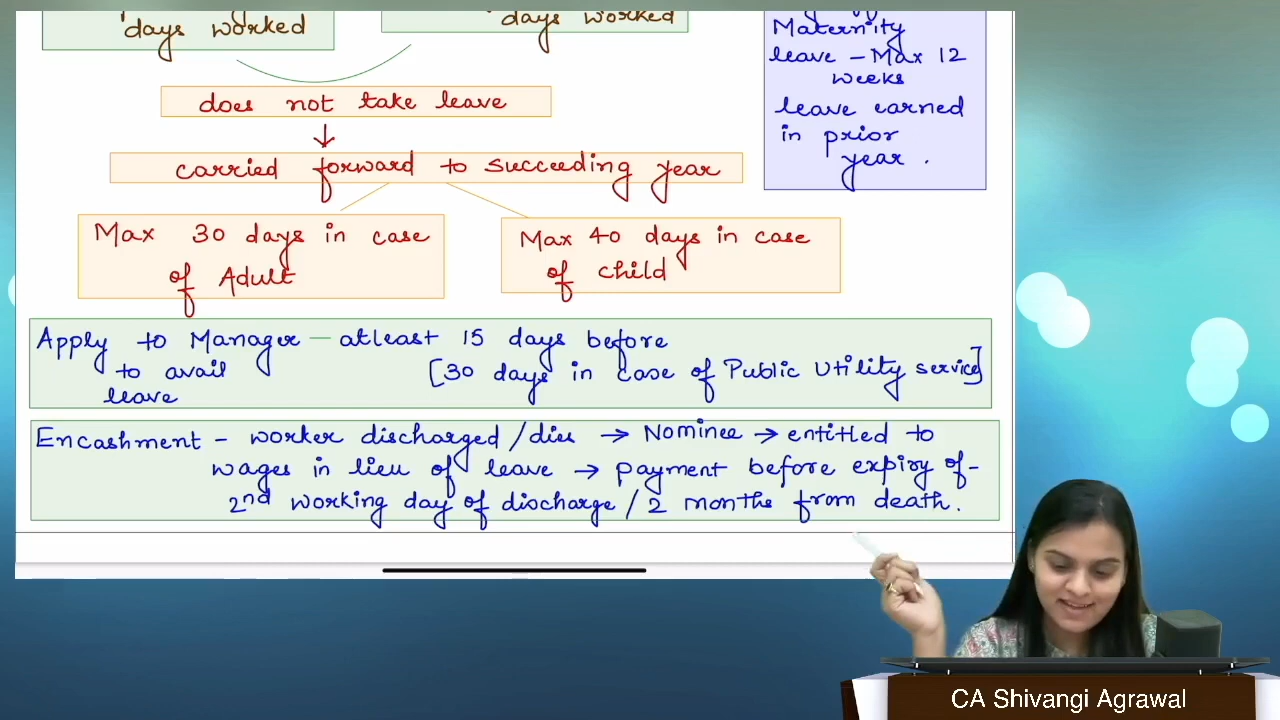 days worked
days worked
does not take leave
carried forward to succeeding year
Max 30 days in case
of Adult
Max 40 days in case
of child
Maternity
leave - Max 12
weeks
leave earned
in prior
year .
Apply to Manager - atleast 15 days before
to avail [30 days in case of Public Utility service]
leave
Encashment - worker discharged/dies → Nominee → entitled to
wages in lieu of leave → payment before expiry of-
2nd working day of discharge / 2 months from death.
CA Shivangi Agrawal